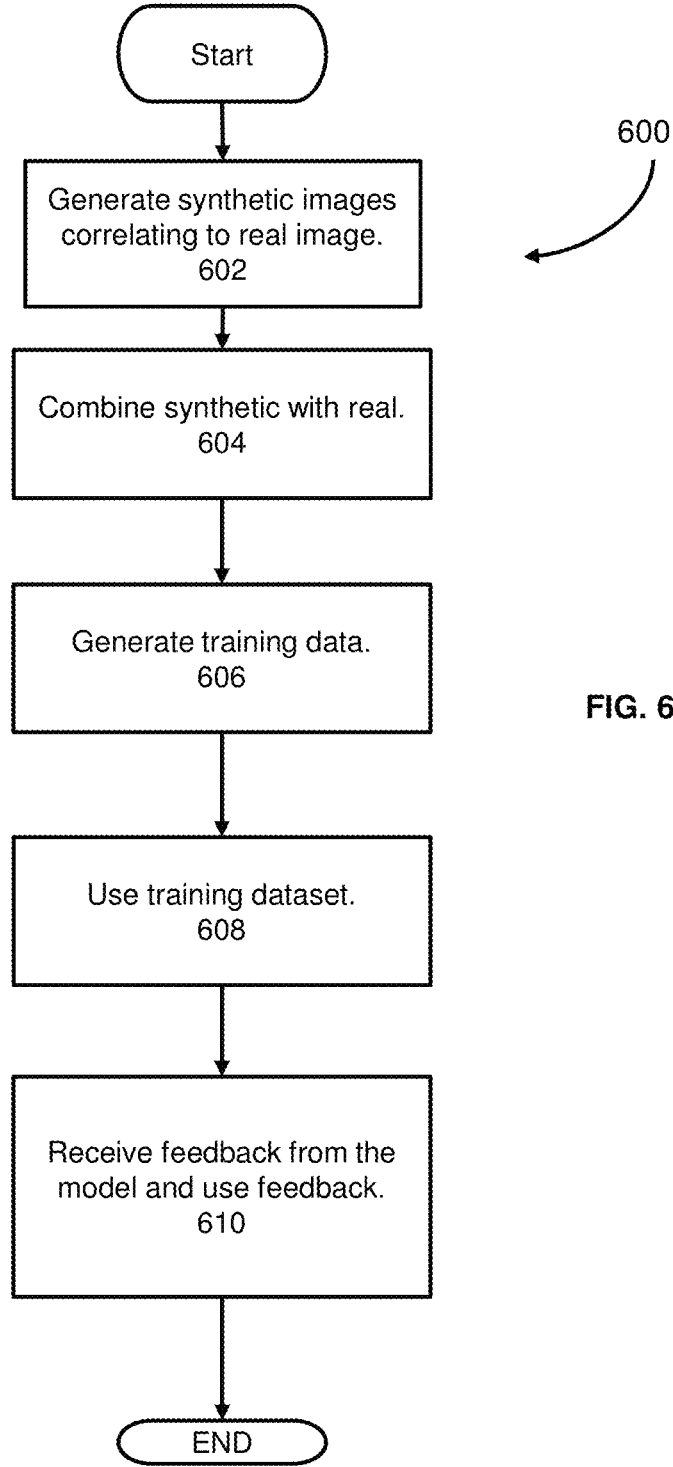 Start
600
Generate synthetic images
correlating to real image.
602
Combine synthetic with real.
604
Generate training data.
606
FIG. 6
Use training dataset.
608
Receive feedback from the
model and use feedback.
610
END